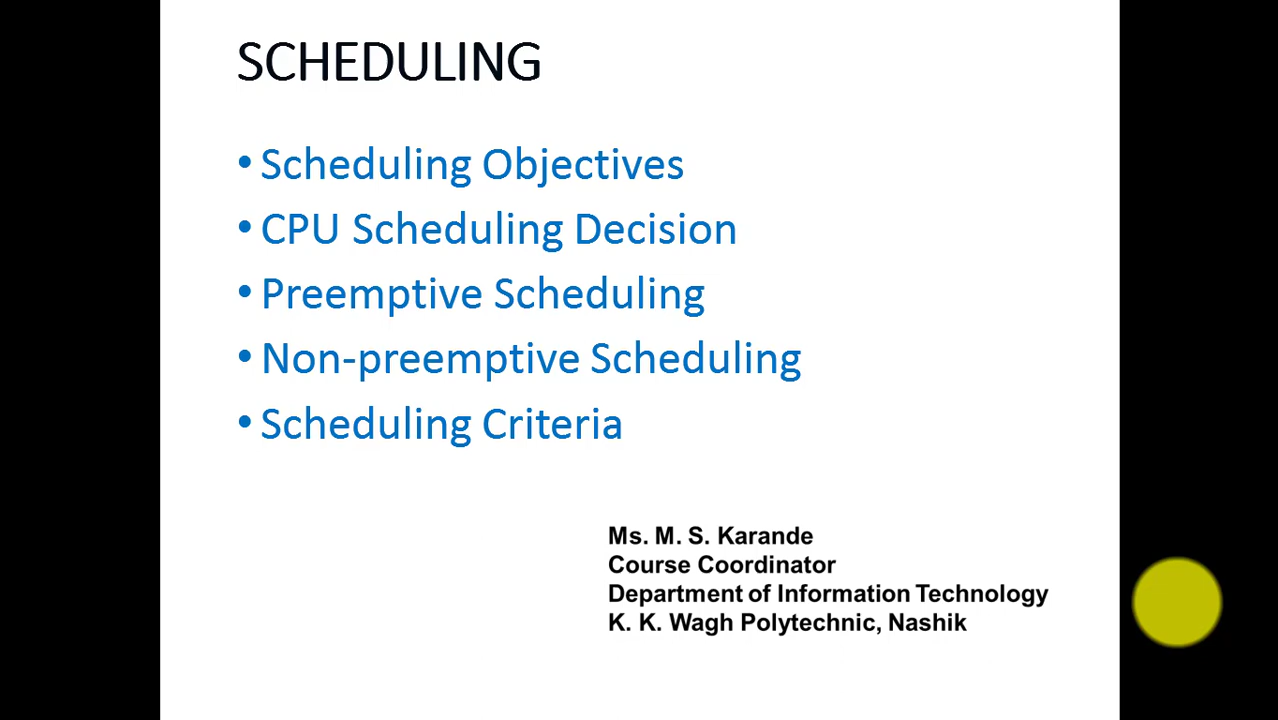 SCHEDULING
• Scheduling Objectives
• CPU Scheduling Decision
• Preemptive Scheduling
• Non-preemptive Scheduling
• Scheduling Criteria
Ms. M. S. Karande
Course Coordinator
Department of Information Technology
K. K. Wagh Polytechnic, Nashik